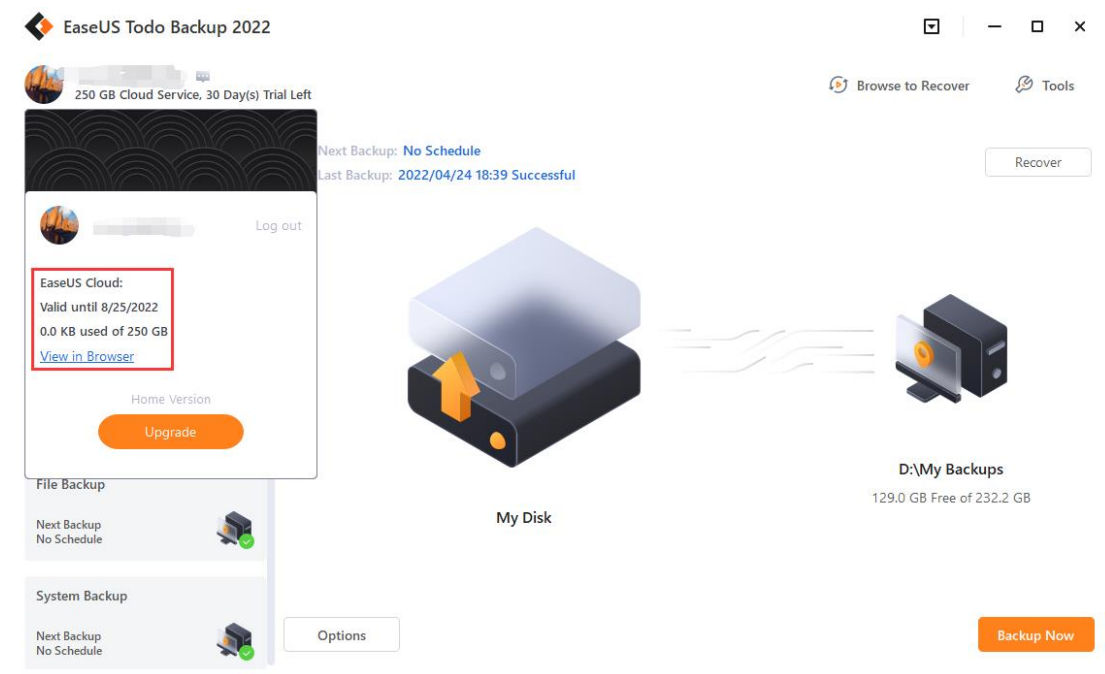 EaseUS Todo Backup 2022
250 GB Cloud Service, 30 Day(s) Trial Left
Browse to Recover
Tools
Next Backup: No Schedule
Last Backup: 2022/04/24 18:39 Successful
Recover
Log out
EaseUS Cloud:
Valid until 8/25/2022
0.0 KB used of 250 GB
View in Browser
Home Version
Upgrade
File Backup
Next Backup
No Schedule
System Backup
Next Backup
No Schedule
My Disk
D:\My Backups
129.0 GB Free of 232.2 GB
Options
Backup Now